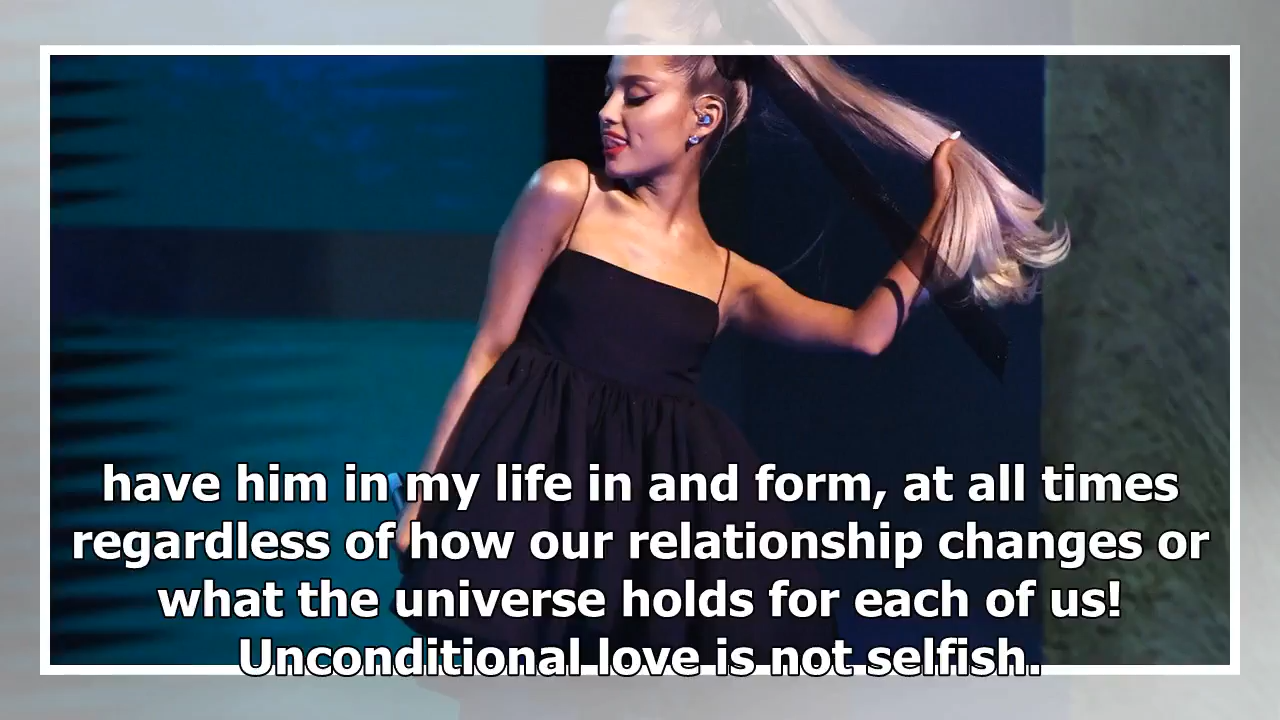 have him in my life in and form, at all times
regardless of how our relationship changes or
what the universe holds for each of us!
Unconditional love is not selfish.